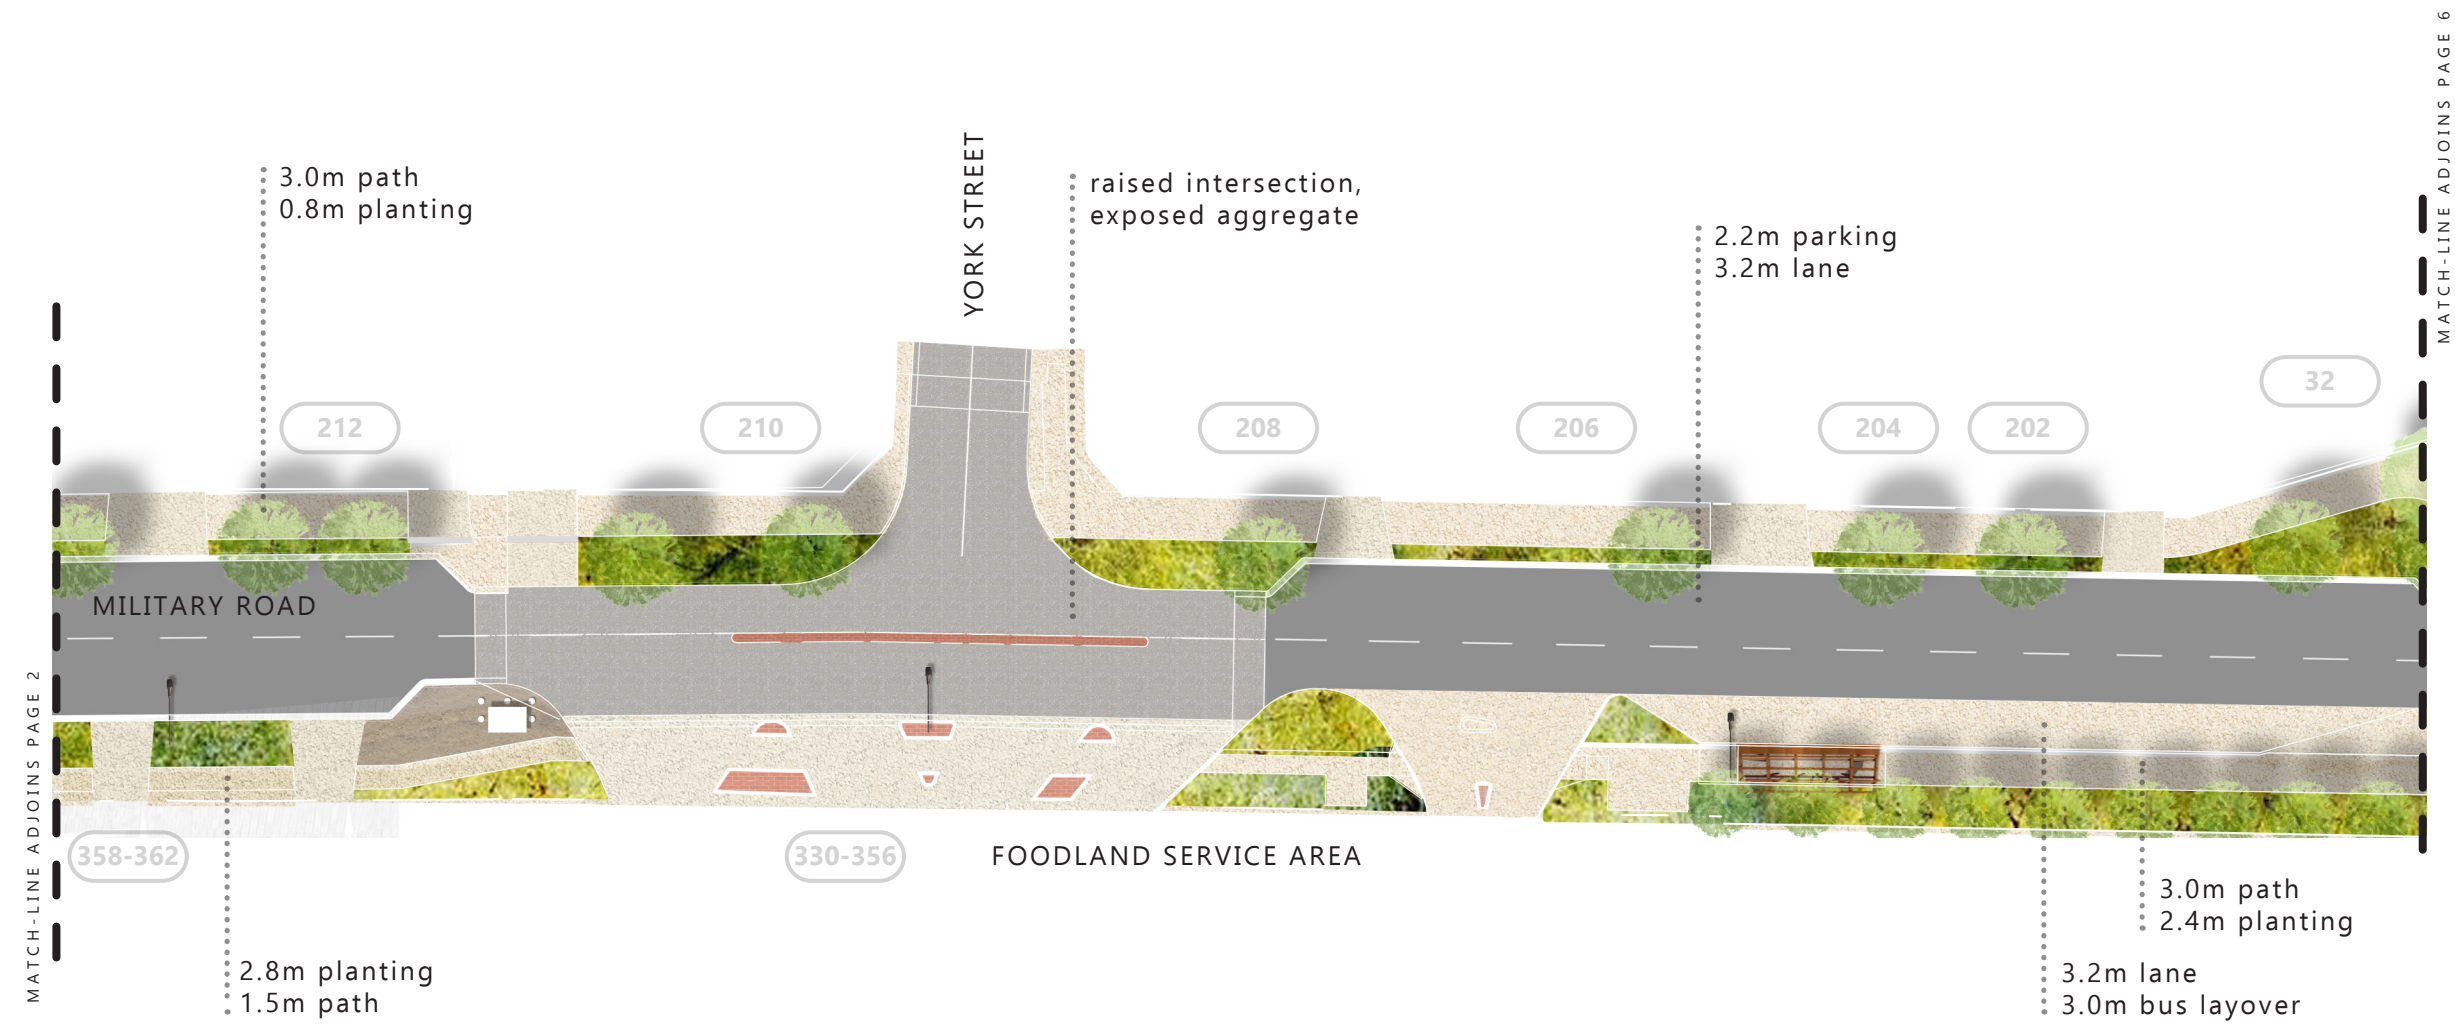 MATCH-LINE ADJOINS PAGE 6
YORK STREET
3.0m path
0.8m planting
raised intersection,
exposed aggregate
2.2m parking
3.2m lane
32
212
210
208
206
204
202
MILITARY ROAD
MATCH-LINE ADJOINS PAGE 2
358-362
330-356
FOODLAND SERVICE AREA
3.0m path
2.4m planting
2.8m planting
1.5m path
3.2m lane
3.0m bus layover